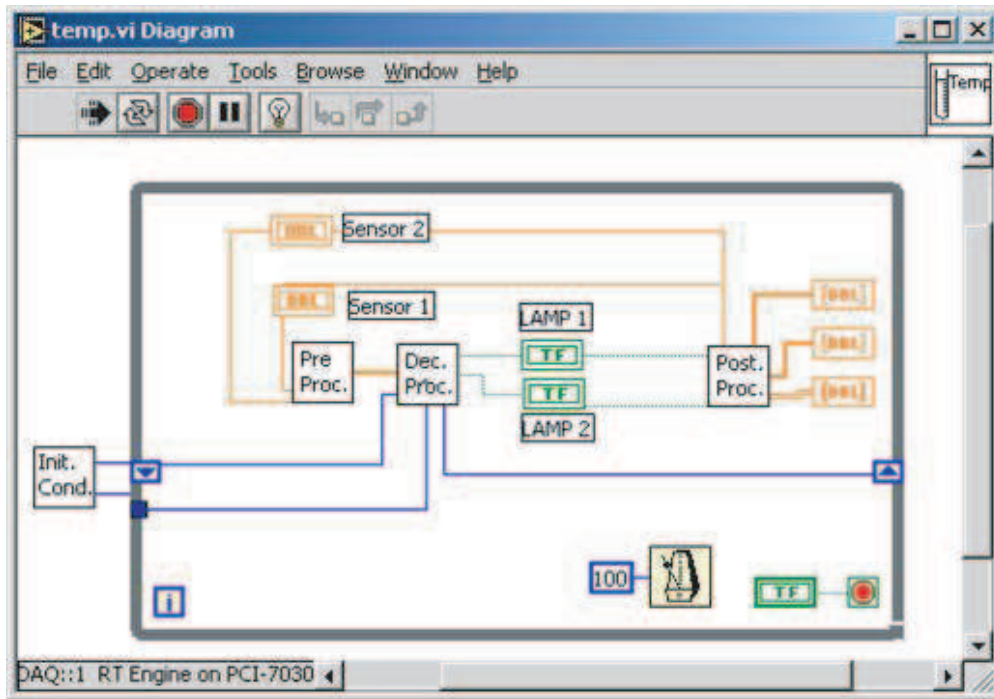 temp.vi Diagram
File Edit Operate Tools Browse Window Help
Temp
DBL Sensor 2
DBL Sensor 1
[DBL]
LAMP 1
Pre
Proc.
Dec.
Proc.
TF
[DBL]
Post.
Proc.
TF
[DBL]
LAMP 2
Init.
Cond.
100
TF
i
DAQ::1 RT Engine on PCI-7030